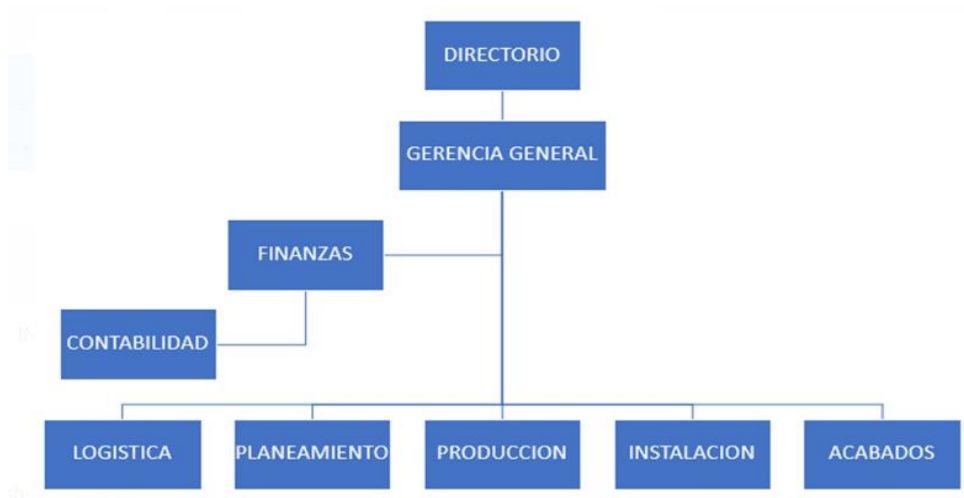 DIRECTORIO
GERENCIA GENERAL
FINANZAS
CONTABILIDAD
LOGISTICA
PLANEAMIENTO
PRODUCCION
INSTALACION
ACABADOS